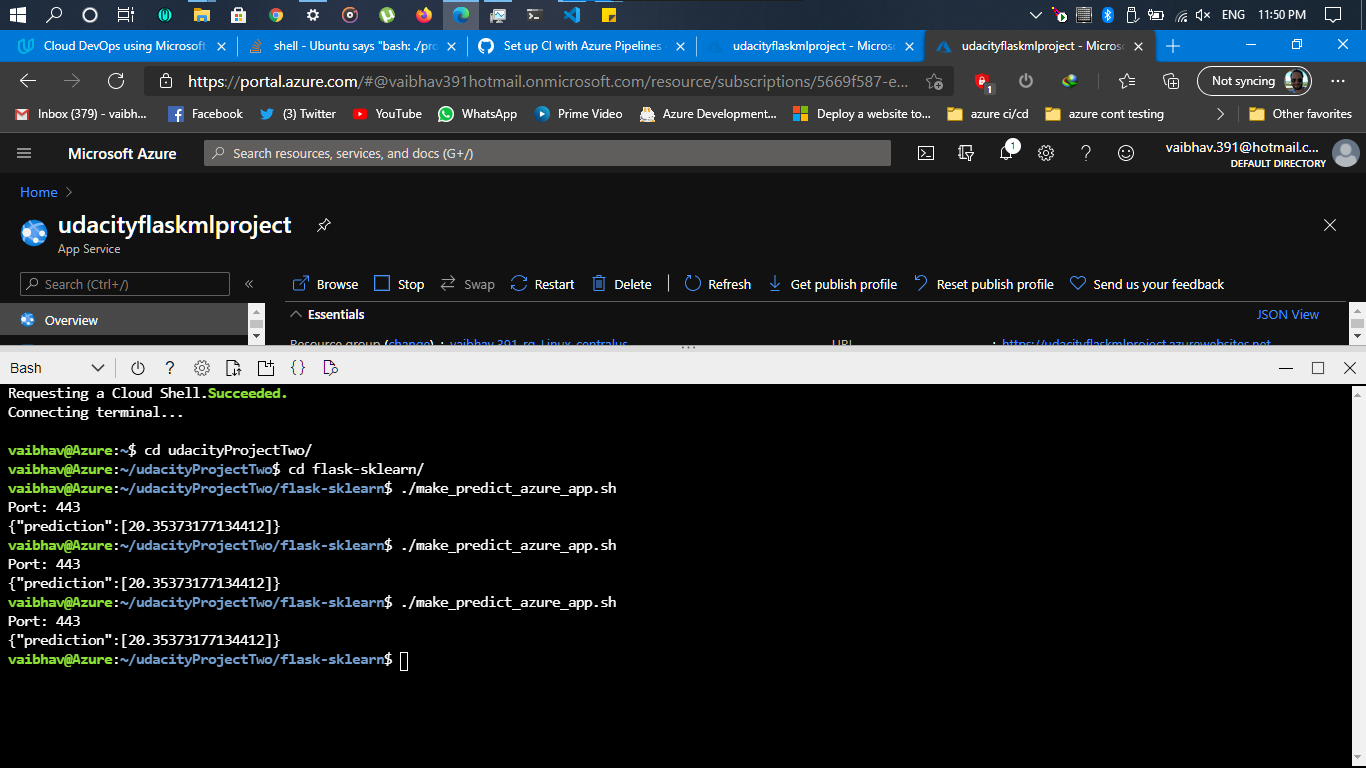 ENG 11:50 PM
Cloud DevOps using Microsoft
shell - Ubuntu says "bash: ./pro
Set up CI with Azure Pipelines
udacityflaskmlproject - Micros
udacityflaskmlproject - Micros
https://portal.azure.com/#@vaibhav391hotmail.onmicrosoft.com/resource/subscriptions/5669f587-e...
1
Not syncing
Inbox (379) - vaibh...
Facebook
(3) Twitter
YouTube
WhatsApp
Prime Video
Azure Development...
Deploy a website to...
azure ci/cd
azure cont testing
Other favorites
Microsoft Azure
Search resources, services, and docs (G+/)
1
vaibhav.391@hotmail.c...
DEFAULT DIRECTORY
Home
udacityflaskmlproject
App Service
Search (Ctrl+/)
«
Browse
Stop
Swap
Restart
Delete
Refresh
Get publish profile
Reset publish profile
Send us your feedback
Overview
Essentials
JSON View
Resource group (change) : vaibhav.391_rg_Linux_centralus
URL : https://udacityflaskmlproject.azurewebsites.net
Bash
Requesting a Cloud Shell.Succeeded.
Connecting terminal...
vaibhav@Azure:~$ cd udacityProjectTwo/
vaibhav@Azure:~/udacityProjectTwo$ cd flask-sklearn/
vaibhav@Azure:~/udacityProjectTwo/flask-sklearn$ ./make_predict_azure_app.sh
Port: 443
{"prediction":[20.35373177134412]}
vaibhav@Azure:~/udacityProjectTwo/flask-sklearn$ ./make_predict_azure_app.sh
Port: 443
{"prediction":[20.35373177134412]}
vaibhav@Azure:~/udacityProjectTwo/flask-sklearn$ ./make_predict_azure_app.sh
Port: 443
{"prediction":[20.35373177134412]}
vaibhav@Azure:~/udacityProjectTwo/flask-sklearn$